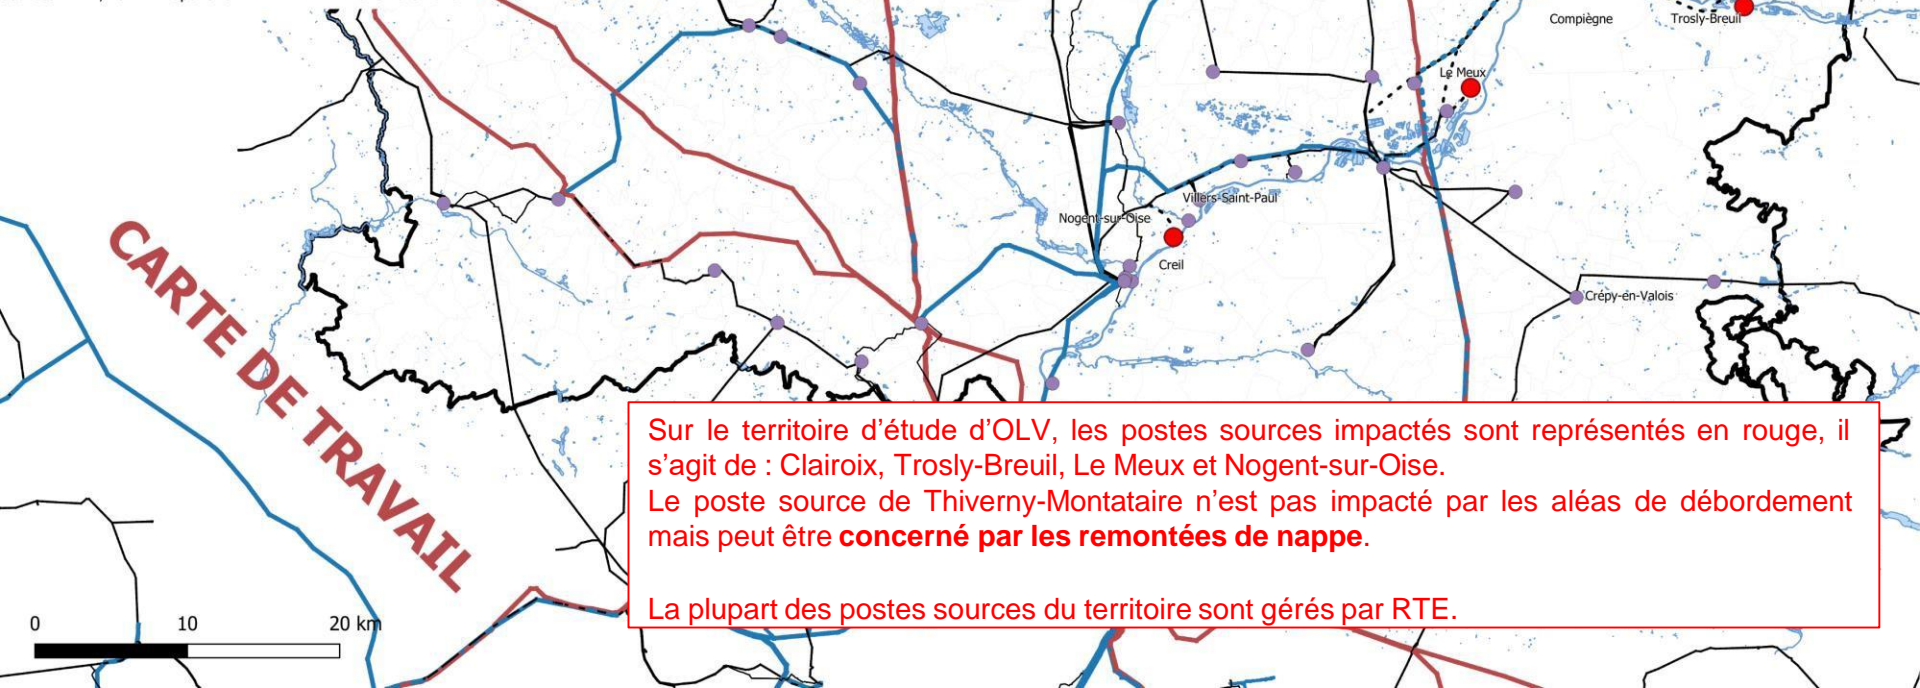 Compiègne
Trosly-Breuil
Le Meux
Villers-Saint-Paul
Nogent-sur-Oise
Creil
Crépy-en-Valois
CARTE DE TRAVAIL
Sur le territoire d’étude d’OLV, les postes sources impactés sont représentés en rouge, il
s’agit de : Clairoix, Trosly-Breuil, Le Meux et Nogent-sur-Oise.
Le poste source de Thiverny-Montataire n’est pas impacté par les aléas de débordement
mais peut être concerné par les remontées de nappe.
La plupart des postes sources du territoire sont gérés par RTE.
0 10 20 km